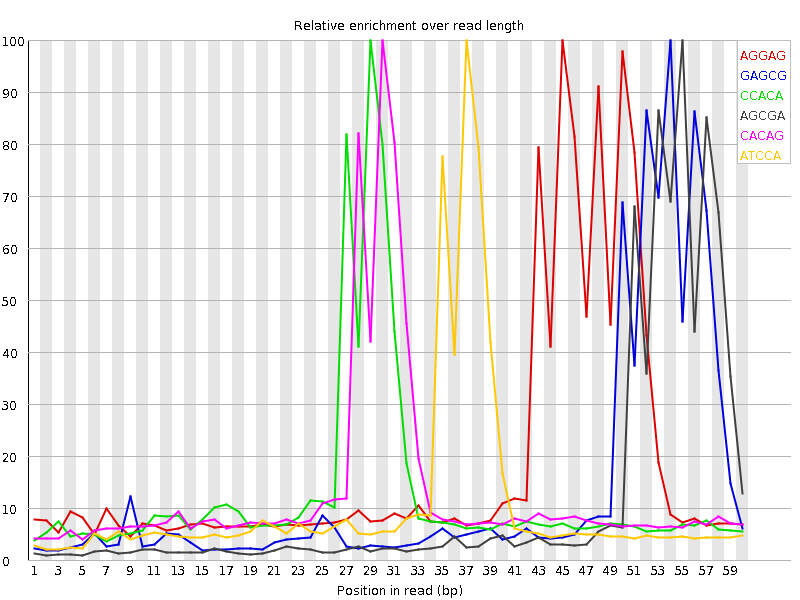 Relative enrichment over read length
100
90
80
70
60
50
40
30
20
10
0
AGGAG
GAGCG
CCACA
AGCGA
CACAG
ATCCA
1 3 5 7 9 11 13 15 17 19 21 23 25 27 29 31 33 35 37 39 41 43 45 47 49 51 53 55 57 59
Position in read (bp)